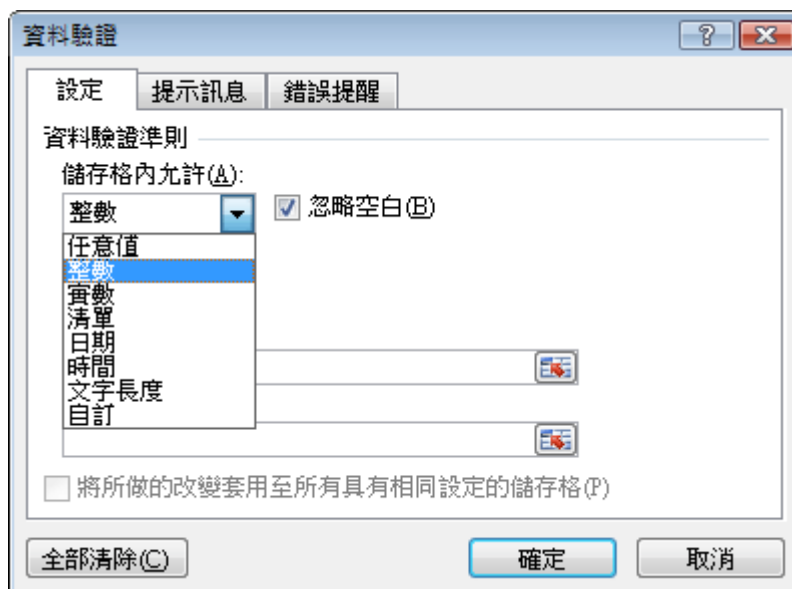 資料驗證
設定 提示訊息 錯誤提醒
資料驗證準則
儲存格內允許(A):
整數 忽略空白(B)
任意值
整數
實數
清單
日期
時間
文字長度
自訂
將所做的改變套用至所有具有相同設定的儲存格(P)
全部清除(C) 確定 取消